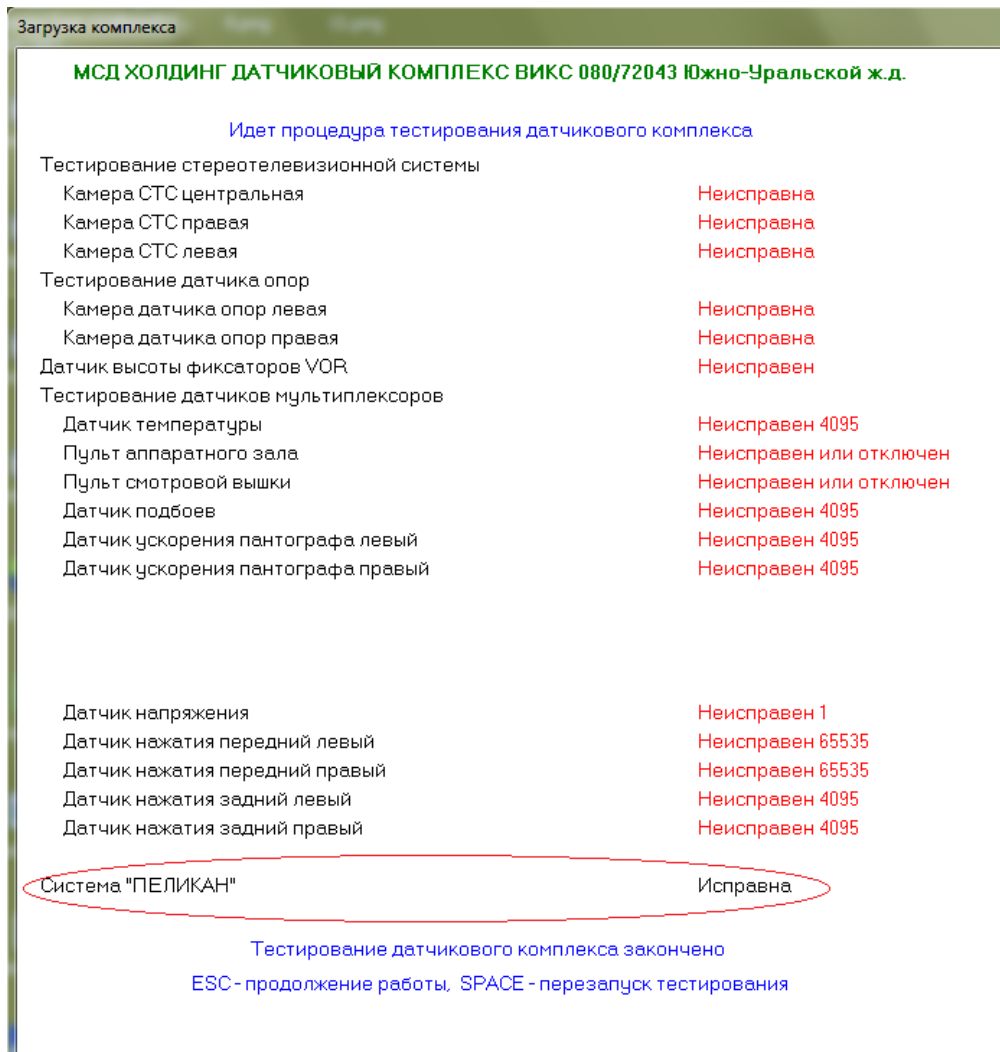 Загрузка комплекса
МСД ХОЛДИНГ ДАТЧИКОВЫЙ КОМПЛЕКС ВИКС 080/72043 Южно-Уральской ж.д.
Идет процедура тестирования датчикового комплекса
Тестирование стереотелевизионной системы
Камера СТС центральная Неисправна
Камера СТС правая Неисправна
Камера СТС левая Неисправна
Тестирование датчика опор
Камера датчика опор левая Неисправна
Камера датчика опор правая Неисправна
Датчик высоты фиксаторов VOR Неисправен
Тестирование датчиков мультиплексоров
Датчик температуры Неисправен 4095
Пульт аппаратного зала Неисправен или отключен
Пульт смотровой вышки Неисправен или отключен
Датчик подбоев Неисправен 4095
Датчик ускорения пантографа левый Неисправен 4095
Датчик ускорения пантографа правый Неисправен 4095
Датчик напряжения Неисправен 1
Датчик нажатия передний левый Неисправен 65535
Датчик нажатия передний правый Неисправен 65535
Датчик нажатия задний левый Неисправен 4095
Датчик нажатия задний правый Неисправен 4095
Система "ПЕЛИКАН" Исправна
Тестирование датчикового комплекса закончено
ESC - продолжение работы, SPACE - перезапуск тестирования